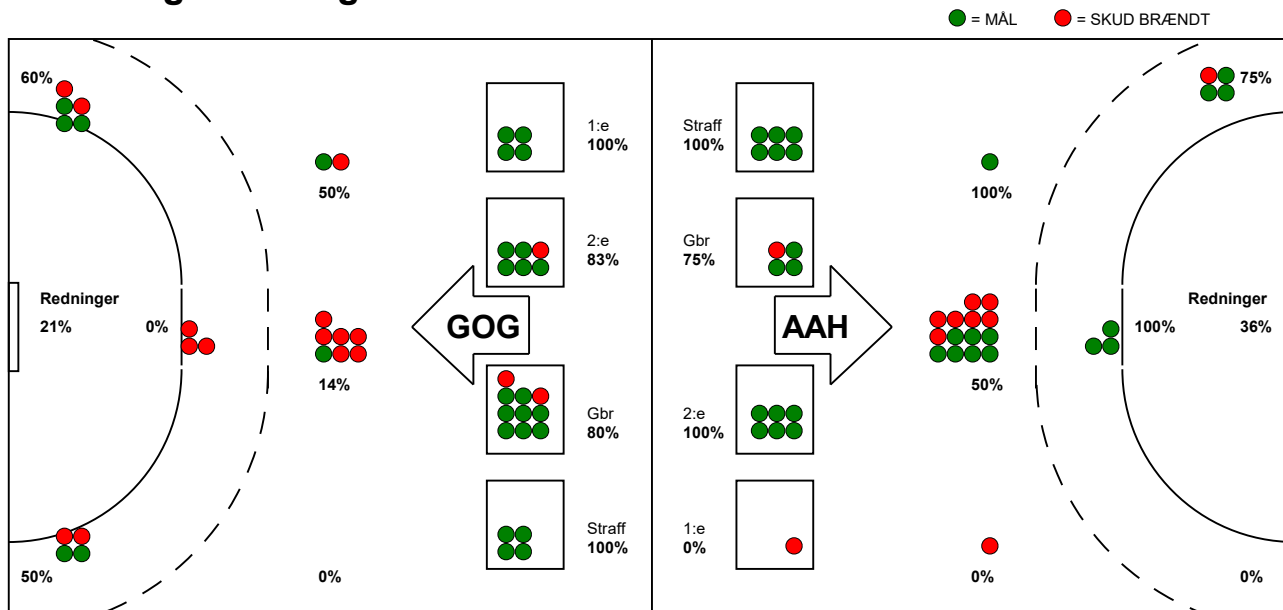 = MÅL
= SKUD BRÆNDT
60%
50%
Redninger
21%
0%
14%
50%
0%
GOG
1:e
100%
2:e
83%
Gbr
80%
Straff
100%
Straff
100%
Gbr
75%
AAH
2:e
100%
1:e
0%
75%
100%
Redninger
36%
100%
50%
0%
0%